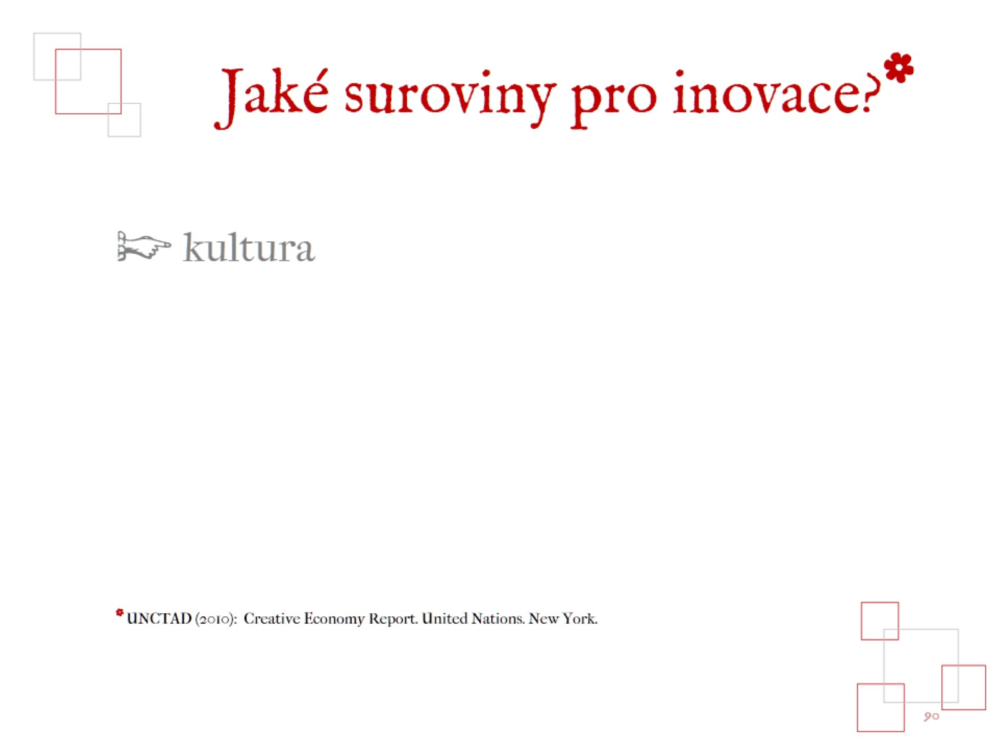 Jaké suroviny pro inovace?*
☞ kultura
* UNCTAD (2010): Creative Economy Report. United Nations. New York.
90